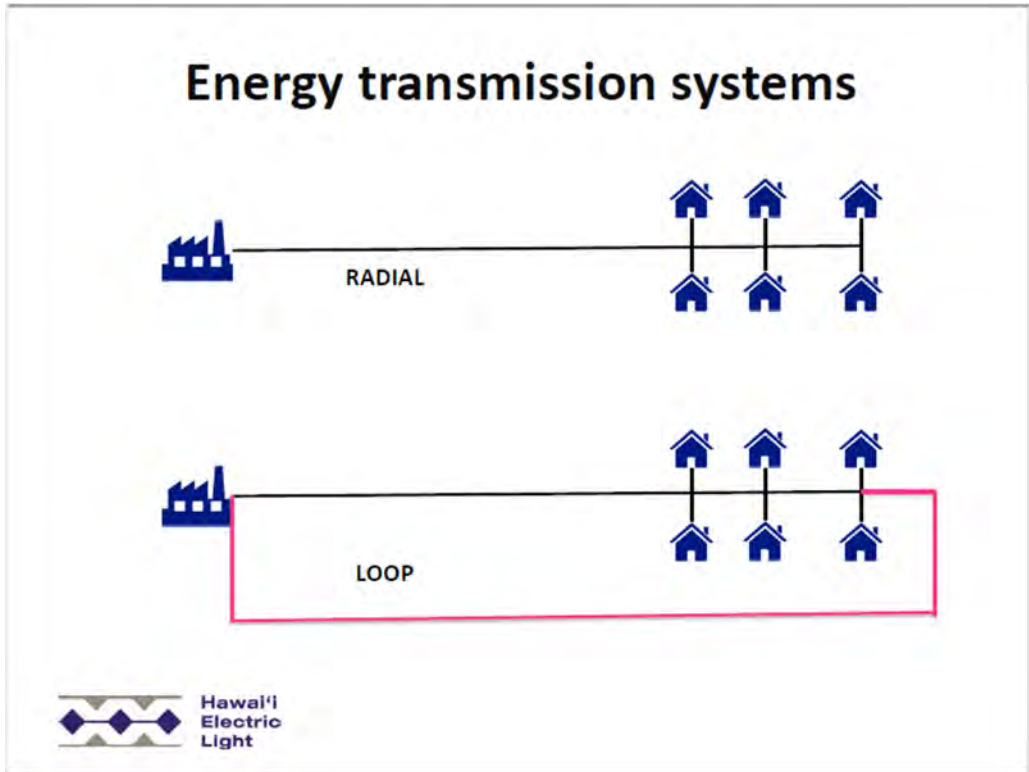 Energy transmission systems
RADIAL
LOOP
Hawaiʻi
Electric
Light